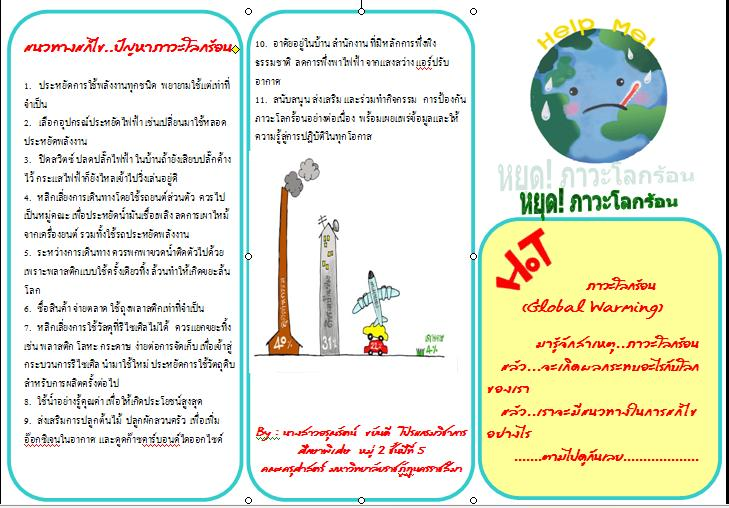 แนวทางแก้ไข..ปัญหาภาวะโลกร้อน
1. ประหยัดการใช้พลังงานทุกชนิด พยายามใช้แต่เท่าที่
จำเป็น
2. เลือกอุปกรณ์ประหยัดไฟฟ้า เช่นเปลี่ยนมาใช้หลอด
ประหยัดพลังงาน
3. ปิดสวิตซ์ ปลดปลั๊กไฟฟ้า ในบ้านถ้ายังเสียบปลั๊กค้าง
ไว้ กระแสไฟฟ้าก็ยังไหลเข้าไปวิ่งเล่นอยู่ดี
4. หลีกเลี่ยงการเดินทางโดยใช้รถยนต์ส่วนตัว ควรไป
เป็นหมู่คณะ เพื่อประหยัดน้ำมันเชื้อเพลิง ลดการเผาไหม้
จากเครื่องยนต์ รวมทั้งใช้รถประหยัดพลังงาน
5. ระหว่างการเดินทาง ควรพกพาขวดน้ำติดตัวไปด้วย
เพราะพลาสติกแบบใช้ครั้งเดียวทิ้ง ล้วนทำให้เกิดขยะล้น
โลก
6. ซื้อสินค้า จ่ายตลาด ใช้ถุงพลาสติกเท่าที่จำเป็น
7. หลีกเลี่ยงการใช้วัสดุที่รีไซเคิลไม่ได้ ควรแยกขยะทิ้ง
เช่น พลาสติก โลหะ กระดาษ ง่ายต่อการจัดเก็บ เพื่อเข้าสู่
กระบวนการรีไซเคิล นำมาใช้ใหม่ ประหยัดการใช้วัตถุดิบ
สำหรับการผลิตครั้งต่อไป
8. ใช้น้ำอย่างรู้คุณค่า เพื่อให้เกิดประโยชน์สูงสุด
9. ส่งเสริมการปลูกต้นไม้ ปลูกผักสวนครัว เพื่อเพิ่ม
อ๊อกซิเจนในอากาศ และดูดก๊าซคาร์บอนด์ไดออกไซด์
10. อาศัยอยู่ในบ้าน สำนักงาน ที่มีหลักการพึ่งพิง
ธรรมชาติ ลดการพึ่งพาไฟฟ้า จากแสงสว่าง แอร์ปรับ
อากาศ
11. สนับสนุน ส่งเสริม และร่วมทำกิจกรรม การป้องกัน
ภาวะโลกร้อนอย่างต่อเนื่อง พร้อมเผยแพร่ข้อมูลและให้
ความรู้สู่การปฏิบัติในทุกโอกาส
40%
31%
4%
By : นางสาวอรุณรัตน์ ขยันดี โปรแกรมวิชาการ
ศึกษาพิเศษ หมู่ 2 ชั้นปีที่ 5
คณะครุศาสตร์ มหาวิทยาลัยราชภัฏนครราชสีมา
Help Me!
หยุด! ภาวะโลกร้อน
HoT
ภาวะโลกร้อน
(Global Warming)
มารู้จักสาเหตุ..ภาวะโลกร้อน
แล้ว...จะเกิดผลกระทบอะไรกับโลก
ของเรา
แล้ว...เราจะมีแนวทางในการแก้ไข
อย่างไร
.......ตามไปดูกันเลย...................